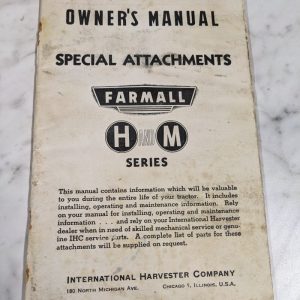 OWNER'S MANUAL
SPECIAL ATTACHMENTS
FARMALL
H AND M
SERIES
This manual contains information which will be valuable
to you during the entire life of your tractor. It includes
installing, operating and maintenance information. Rely
on your manual for installing, operating and maintenance
information . . . and rely on your International Harvester
dealer when in need of skilled mechanical service or genu-
ine IHC service parts. A complete list of parts for these
attachments will be supplied on request.
INTERNATIONAL HARVESTER COMPANY
180 NORTH MICHIGAN AVE. CHICAGO 1, ILLINOIS, U.S.A.